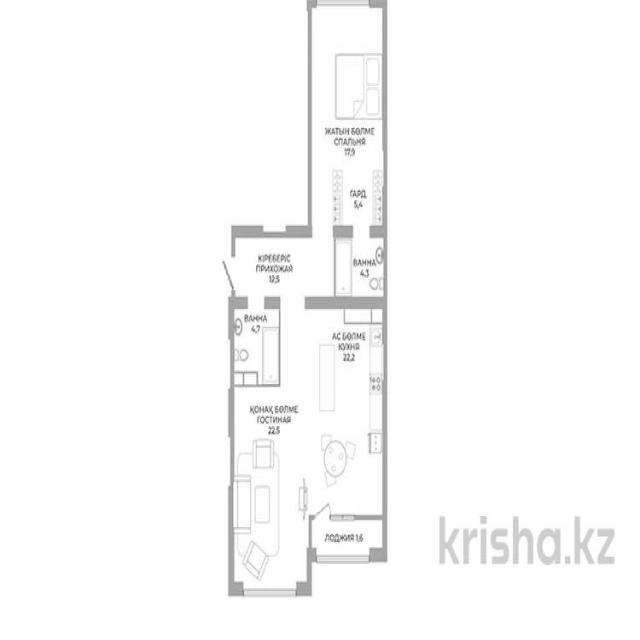 ЖАТЫН БӨЛМЕ
СПАЛЬНЯ
17,9
ГАРД.
5,4
КІРЕБЕРІС
ПРИХОЖАЯ
12,5
ВАННА
4,3
ВАННА
4,7
АС БӨЛМЕ
КУХНЯ
22,2
ҚОНАҚ БӨЛМЕ
ГОСТИНАЯ
22,5
ЛОДЖИЯ 1,6
krisha.kz